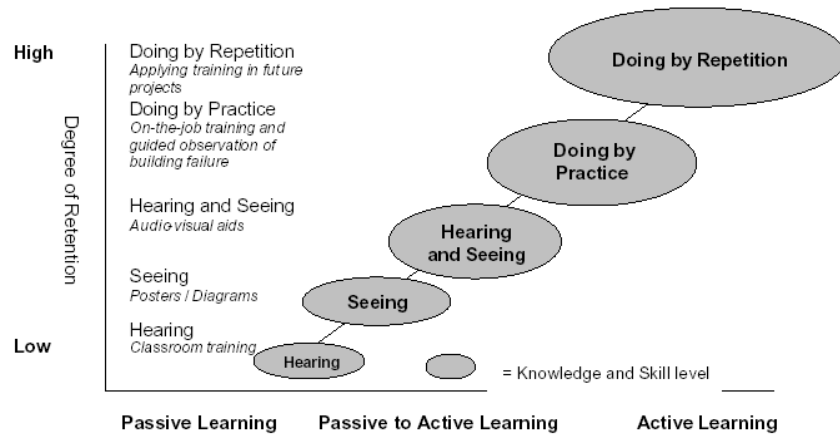 High
Degree of Retention
Low
Doing by Repetition
Applying training in future
projects
Doing by Practice
On-the-job training and
guided observation of
building failure
Hearing and Seeing
Audio-visual aids
Seeing
Posters / Diagrams
Hearing
Classroom training
Doing by Repetition
Doing by
Practice
Hearing
and Seeing
Seeing
Hearing
= Knowledge and Skill level
Passive Learning
Passive to Active Learning
Active Learning